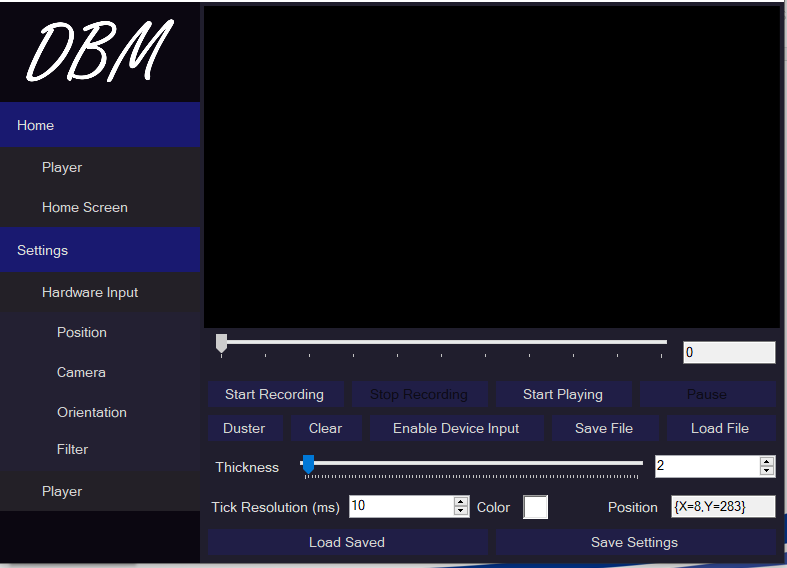 DBM
Home
Player
Home Screen
Settings
Hardware Input
Position
Camera
Orientation
Filter
Player
0
Start Recording Stop Recording Start Playing Pause
Duster Clear Enable Device Input Save File Load File
Thickness 2
Tick Resolution (ms) 10 Color Position {X=8,Y=283}
Load Saved Save Settings